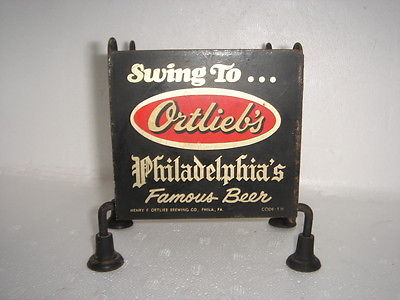 Swing To...
Ortlieb's
Philadelphia's
Famous Beer
HENRY F. ORTLIEB BREWING CO., PHILA., PA.